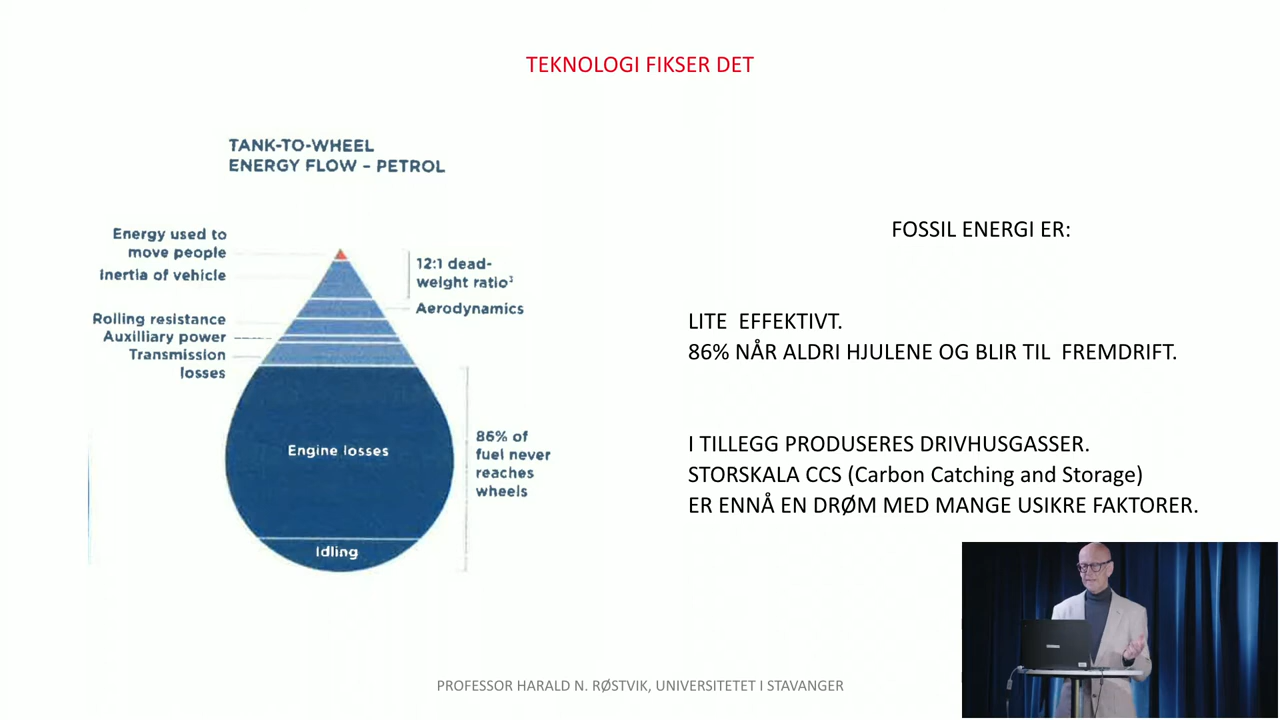 TEKNOLOGI FIKSER DET
TANK-TO-WHEEL
ENERGY FLOW – PETROL
Energy used to
move people
Inertia of vehicle
Rolling resistance
Auxilliary power
Transmission
losses
12:1 dead-
weight ratio³
Aerodynamics
Engine losses
86% of
fuel never
reaches
wheels
Idling
FOSSIL ENERGI ER:
LITE  EFFEKTIVT.
86% NÅR ALDRI HJULENE OG BLIR TIL  FREMDRIFT.
I TILLEGG PRODUSERES DRIVHUSGASSER.
STORSKALA CCS (Carbon Catching and Storage)
ER ENNÅ EN DRØM MED MANGE USIKRE FAKTORER.
PROFESSOR HARALD N. RØSTVIK, UNIVERSITETET I STAVANGER